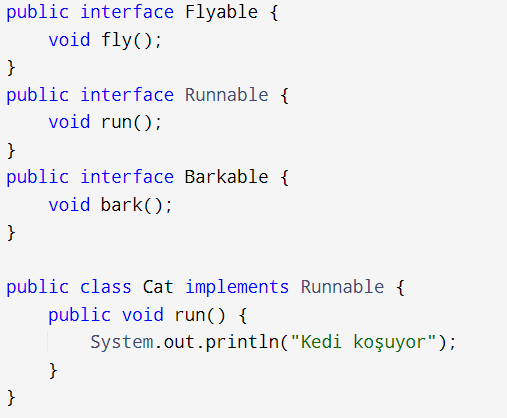 public interface Flyable {
    void fly();
}
public interface Runnable {
    void run();
}
public interface Barkable {
    void bark();
}

public class Cat implements Runnable {
    public void run() {
        System.out.println("Kedi koşuyor");
    }
}